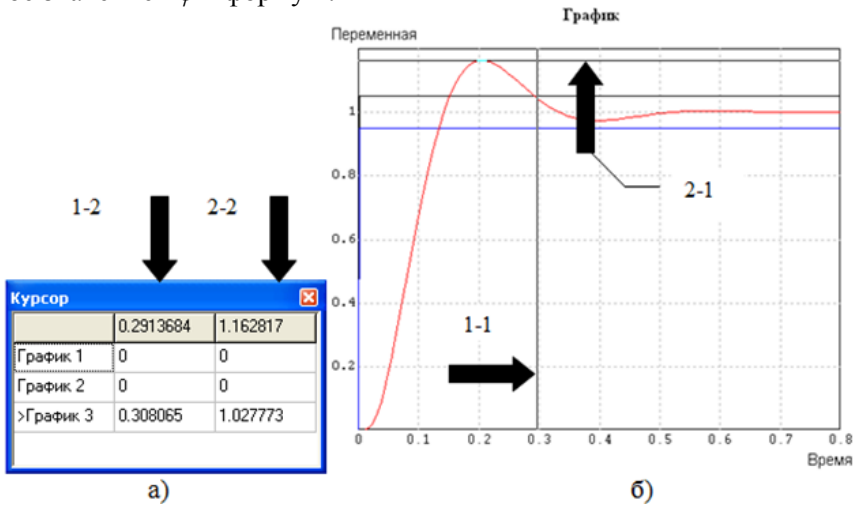 График
Переменная
1
0.8
0.6
0.4
0.2
0 0.1 0.2 0.3 0.4 0.5 0.6 0.7 0.8
Время
2-1
1-1
б)
1-2 2-2
Курсор
0.2913684 1.162817
График 1 0 0
График 2 0 0
>График 3 0.308065 1.027773
а)